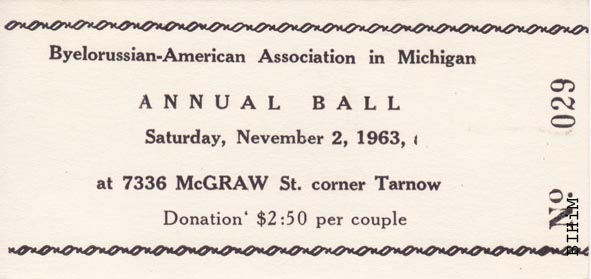 Byelorussian-American Association in Michigan
ANNUAL BALL
Saturday, Nevember 2, 1963,
at 7336 McGRAW St. corner Tarnow
Donation' $2:50 per couple
No. 029
BIHiM